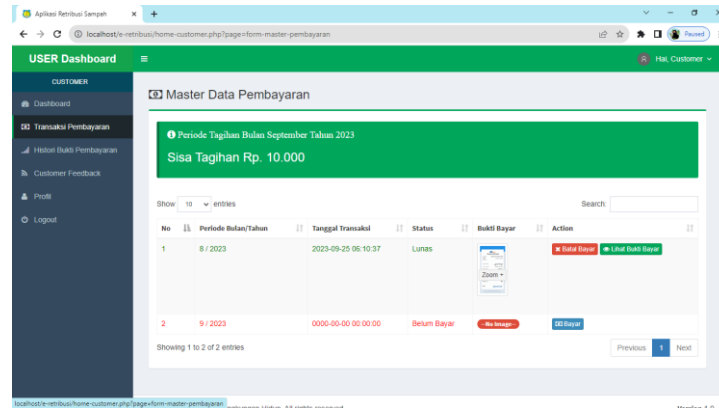 Aplikasi Retribusi Sampah
localhost/e-retribusi/home-customer.php?page=form-master-pembayaran
Paused
USER Dashboard
Hai, Customer
CUSTOMER
Dashboard
Transaksi Pembayaran
Histori Bukti Pembayaran
Customer Feedback
Profil
Logout
Master Data Pembayaran
Periode Tagihan Bulan September Tahun 2023
Sisa Tagihan Rp. 10.000
Show 10 entries Search:
No Periode Bulan/Tahun Tanggal Transaksi Status Bukti Bayar Action
1 8 / 2023 2023-09-25 06:10:37 Lunas Batal Bayar Lihat Bukti Bayar
Zoom +
2 9 / 2023 0000-00-00 00:00:00 Belum Bayar --No Image-- Bayar
Showing 1 to 2 of 2 entries Previous 1 Next
localhost/e-retribusi/home-customer.php?page=form-master-pembayaran
All rights reserved